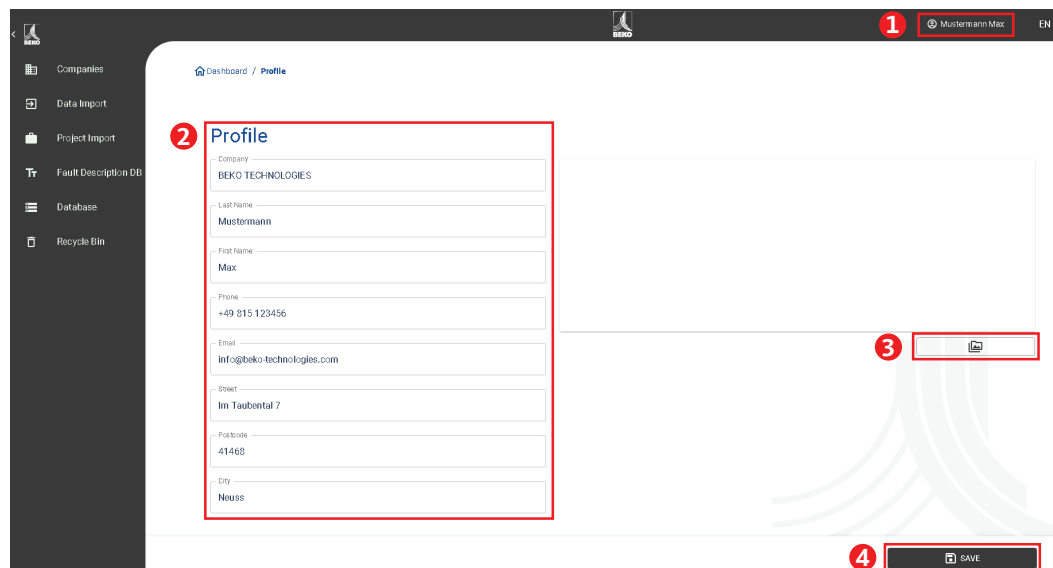 BEKO
BEKO
1
Mustermann Max
EN
Companies
Data Import
Project Import
Fault Description DB
Database
Recycle Bin
Dashboard / Profile
2
Profile
Company
BEKO TECHNOLOGIES
Last Name
Mustermann
First Name
Max
Phone
+49 815 123456
Email
info@beko-technologies.com
Street
Im Taubental 7
Postcode
41468
City
Neuss
3
4
SAVE